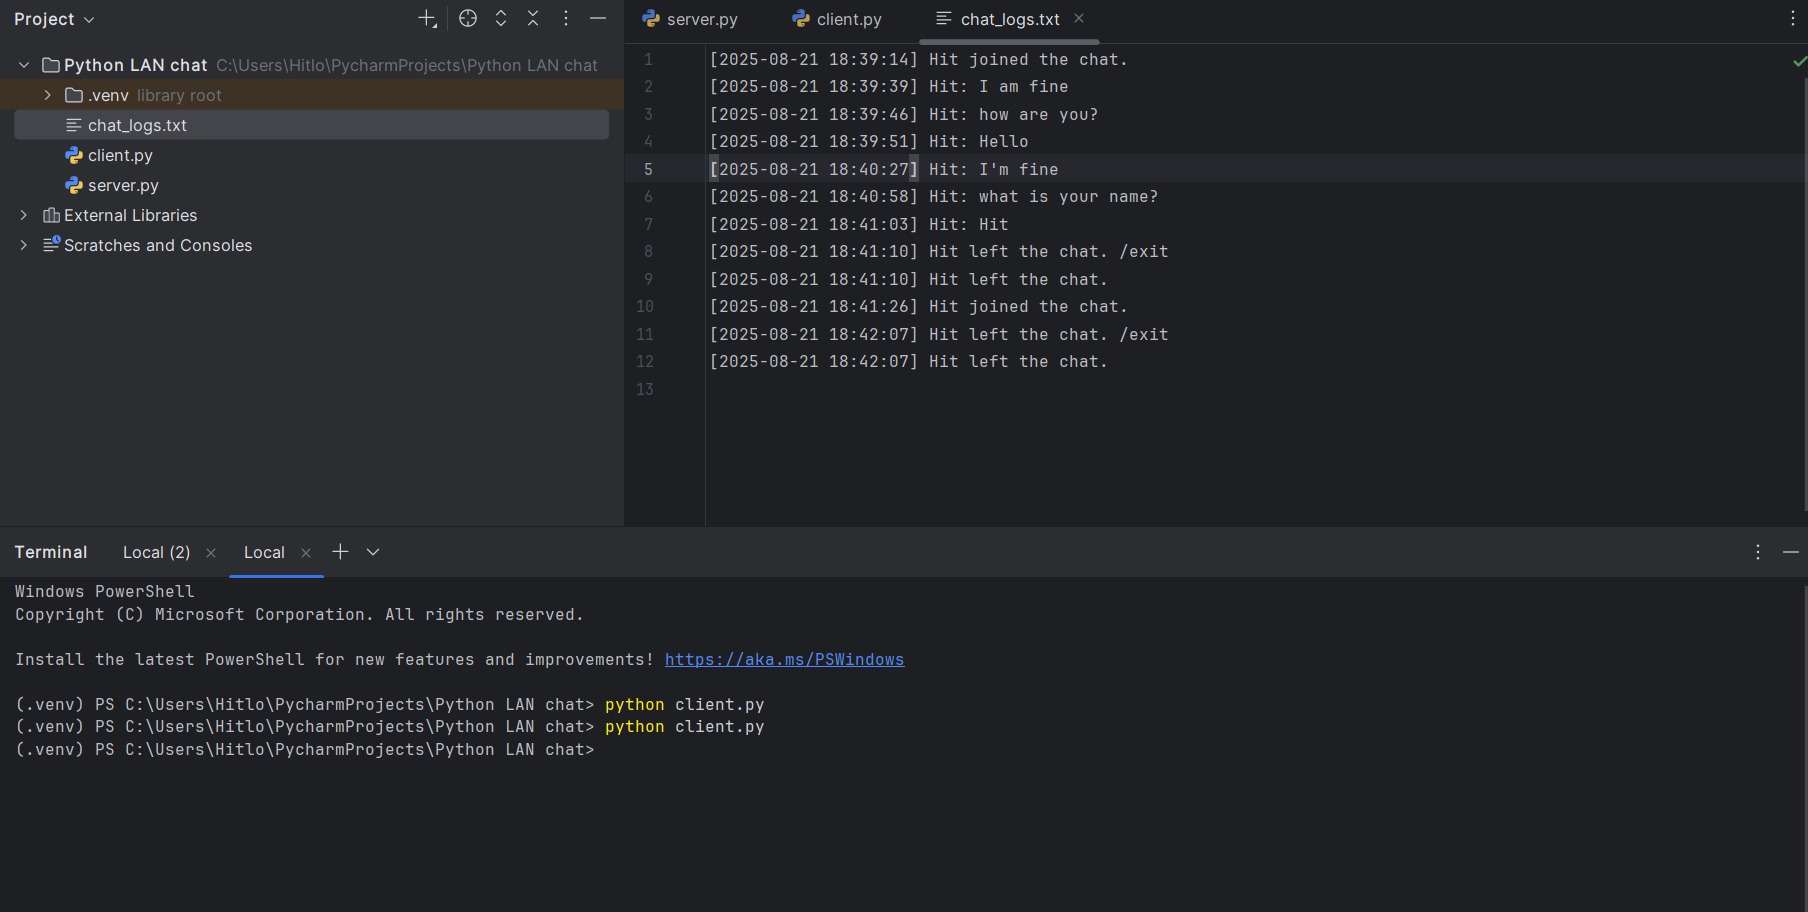 Project
Python LAN chat C:\Users\Hitlo\PycharmProjects\Python LAN chat
.venv library root
chat_logs.txt
client.py
server.py
External Libraries
Scratches and Consoles
server.py client.py chat_logs.txt
1 [2025-08-21 18:39:14] Hit joined the chat.
2 [2025-08-21 18:39:39] Hit: I am fine
3 [2025-08-21 18:39:46] Hit: how are you?
4 [2025-08-21 18:39:51] Hit: Hello
5 [2025-08-21 18:40:27] Hit: I'm fine
6 [2025-08-21 18:40:58] Hit: what is your name?
7 [2025-08-21 18:41:03] Hit: Hit
8 [2025-08-21 18:41:10] Hit left the chat. /exit
9 [2025-08-21 18:41:10] Hit left the chat.
10 [2025-08-21 18:41:26] Hit joined the chat.
11 [2025-08-21 18:42:07] Hit left the chat. /exit
12 [2025-08-21 18:42:07] Hit left the chat.
13
Terminal Local (2) Local
Windows PowerShell
Copyright (C) Microsoft Corporation. All rights reserved.
Install the latest PowerShell for new features and improvements! https://aka.ms/PSWindows
(.venv) PS C:\Users\Hitlo\PycharmProjects\Python LAN chat> python client.py
(.venv) PS C:\Users\Hitlo\PycharmProjects\Python LAN chat> python client.py
(.venv) PS C:\Users\Hitlo\PycharmProjects\Python LAN chat>